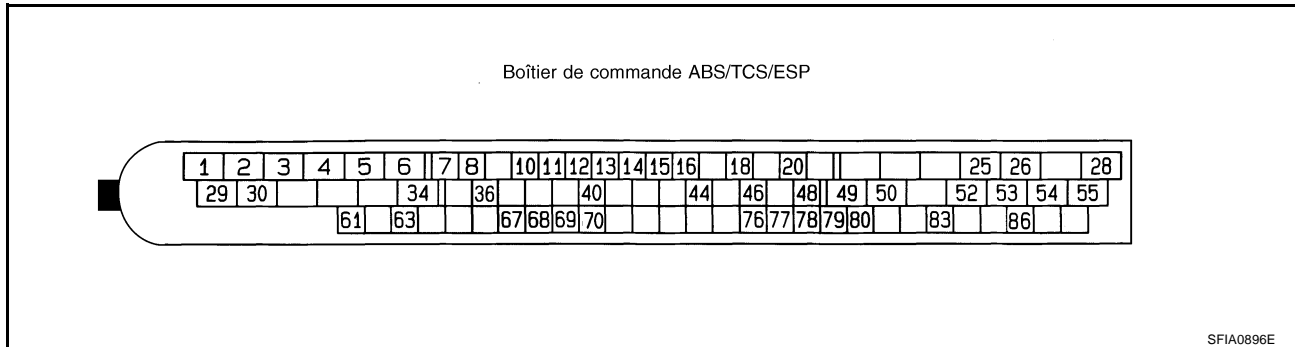 Boîtier de commande ABS/TCS/ESP
1 2 3 4 5 6 7 8 10 11 12 13 14 15 16 18 20 25 26 28
29 30 34 36 40 44 46 48 49 50 52 53 54 55
61 63 67 68 69 70 76 77 78 79 80 83 86
SFIA0896E